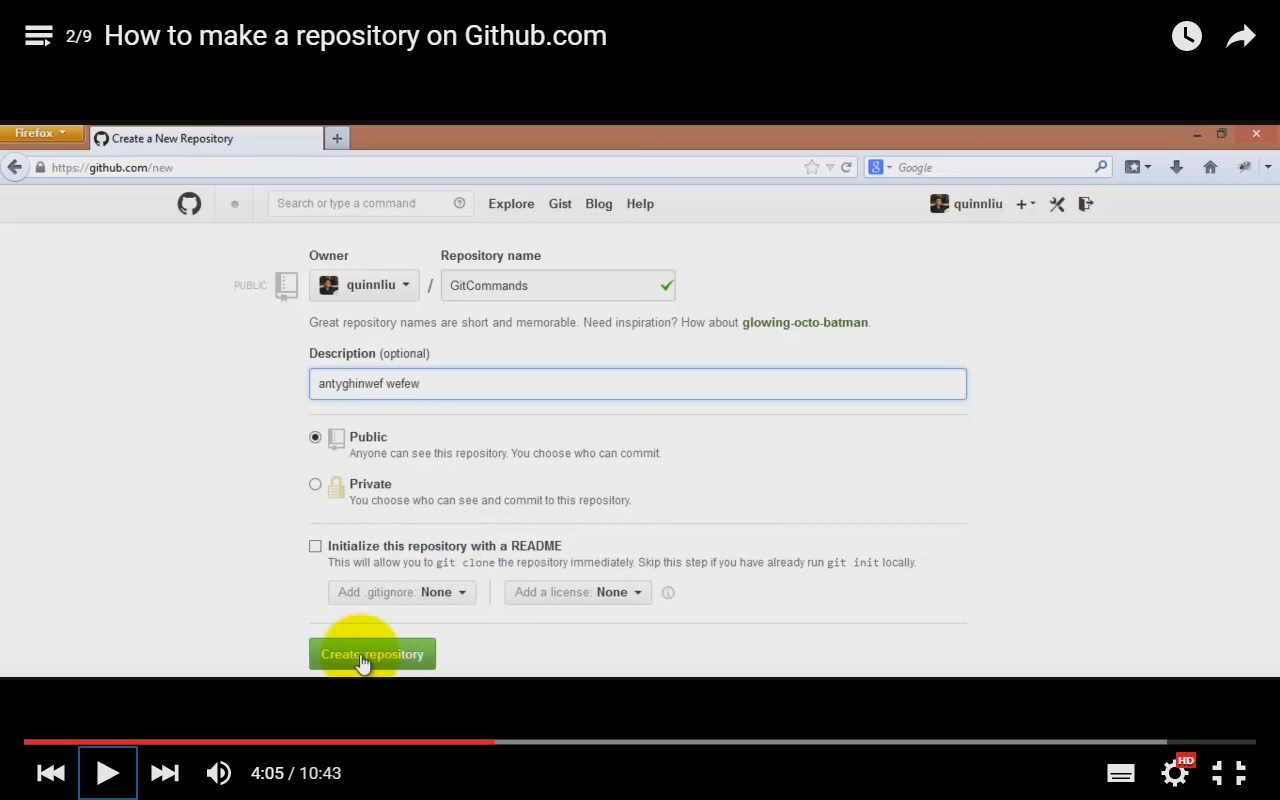 2/9 How to make a repository on Github.com
Firefox
Create a New Repository
https://github.com/new
Google
Search or type a command
Explore Gist Blog Help
quinnliu
Owner Repository name
PUBLIC quinnliu / GitCommands
Great repository names are short and memorable. Need inspiration? How about glowing-octo-batman.
Description (optional)
antyghinwef wefew
Public
Anyone can see this repository. You choose who can commit.
Private
You choose who can see and commit to this repository.
Initialize this repository with a README
This will allow you to git clone the repository immediately. Skip this step if you have already run git init locally.
Add .gitignore: None Add a license: None
Create repository
4:05 / 10:43
HD